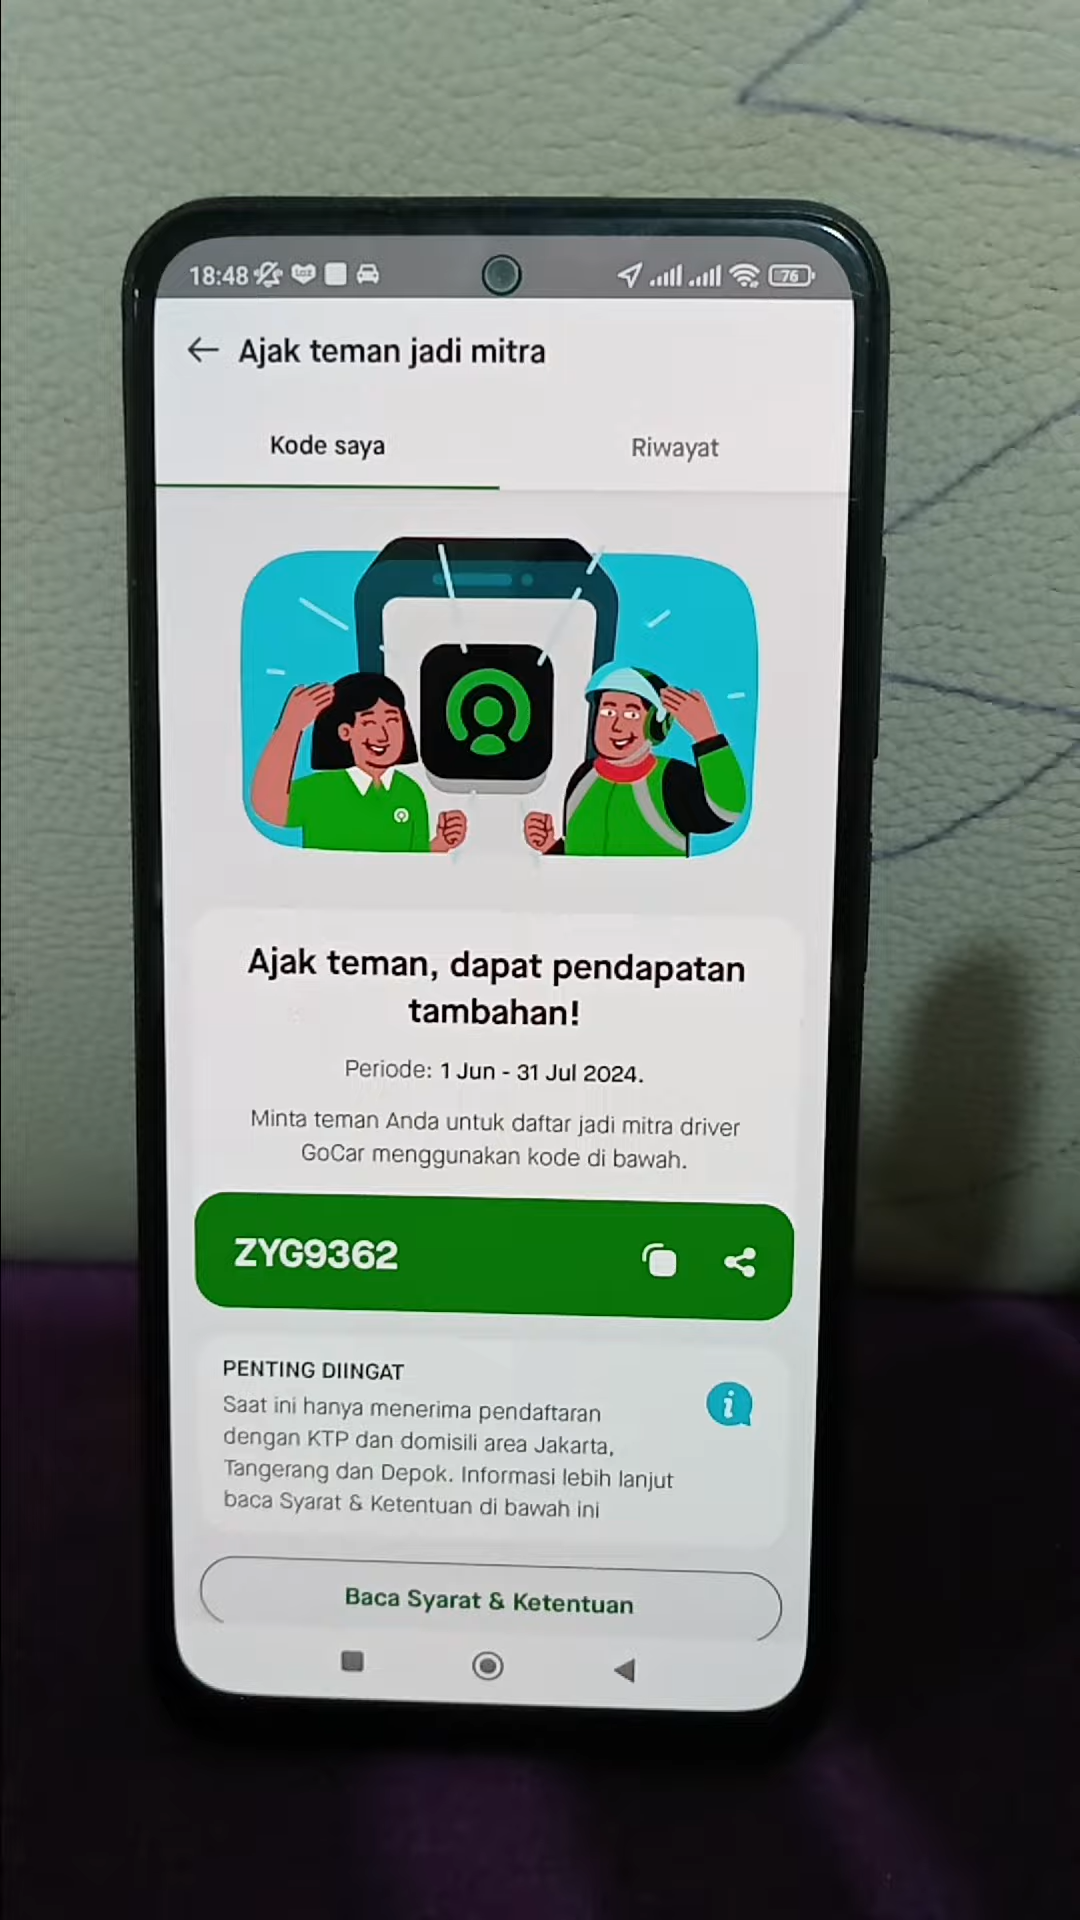 18:48
76
Ajak teman jadi mitra
Kode saya
Riwayat
Ajak teman, dapat pendapatan
tambahan!
Periode: 1 Jun - 31 Jul 2024.
Minta teman Anda untuk daftar jadi mitra driver
GoCar menggunakan kode di bawah.
ZYG9362
PENTING DIINGAT
Saat ini hanya menerima pendaftaran
dengan KTP dan domisili area Jakarta,
Tangerang dan Depok. Informasi lebih lanjut
baca Syarat & Ketentuan di bawah ini
Baca Syarat & Ketentuan